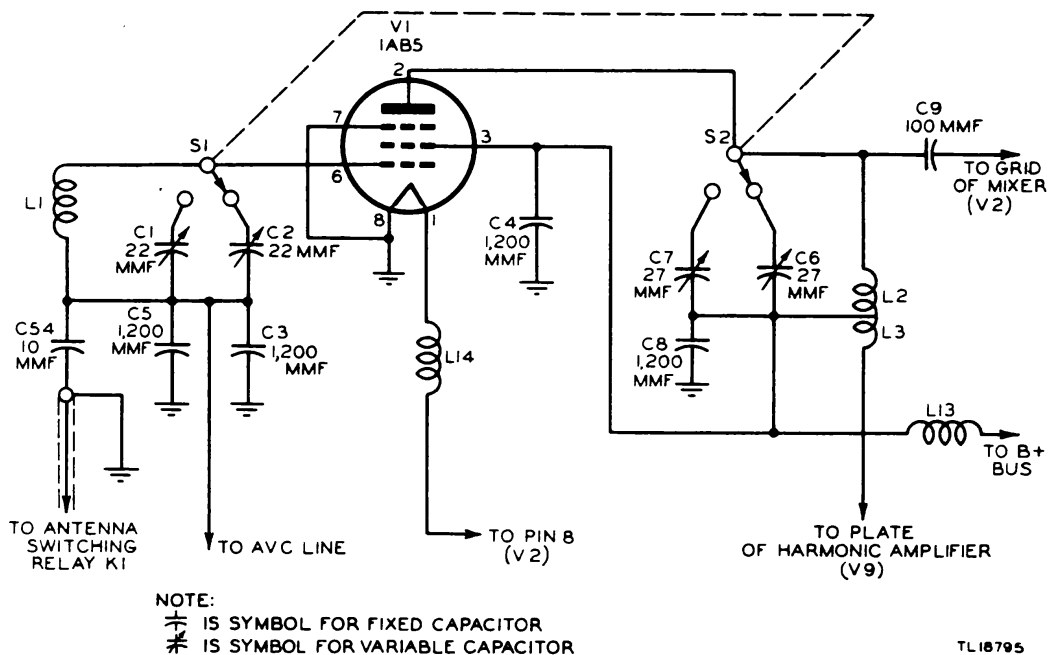 V1
1AB5
2
7
3
6
8
1
S1
S2
C9
100 MMF
TO GRID
OF MIXER
(V2)
L1
C1
22
MMF
C2
22 MMF
C4
1,200
MMF
C7
27
MMF
C6
27
MMF
L2
L3
C54
10
MMF
C5
1,200
MMF
C3
1,200
MMF
L14
C8
1,200
MMF
L13
TO B+
BUS
TO ANTENNA
SWITCHING
RELAY K1
TO AVC LINE
TO PIN 8
(V2)
TO PLATE
OF HARMONIC AMPLIFIER
(V9)
NOTE:
IS SYMBOL FOR FIXED CAPACITOR
IS SYMBOL FOR VARIABLE CAPACITOR
TL18795